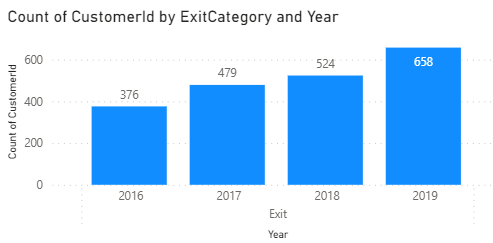 Count of CustomerId by ExitCategory and Year
Count of CustomerId
600
400
200
0
376
479
524
658
2016 2017 2018 2019
Exit
Year